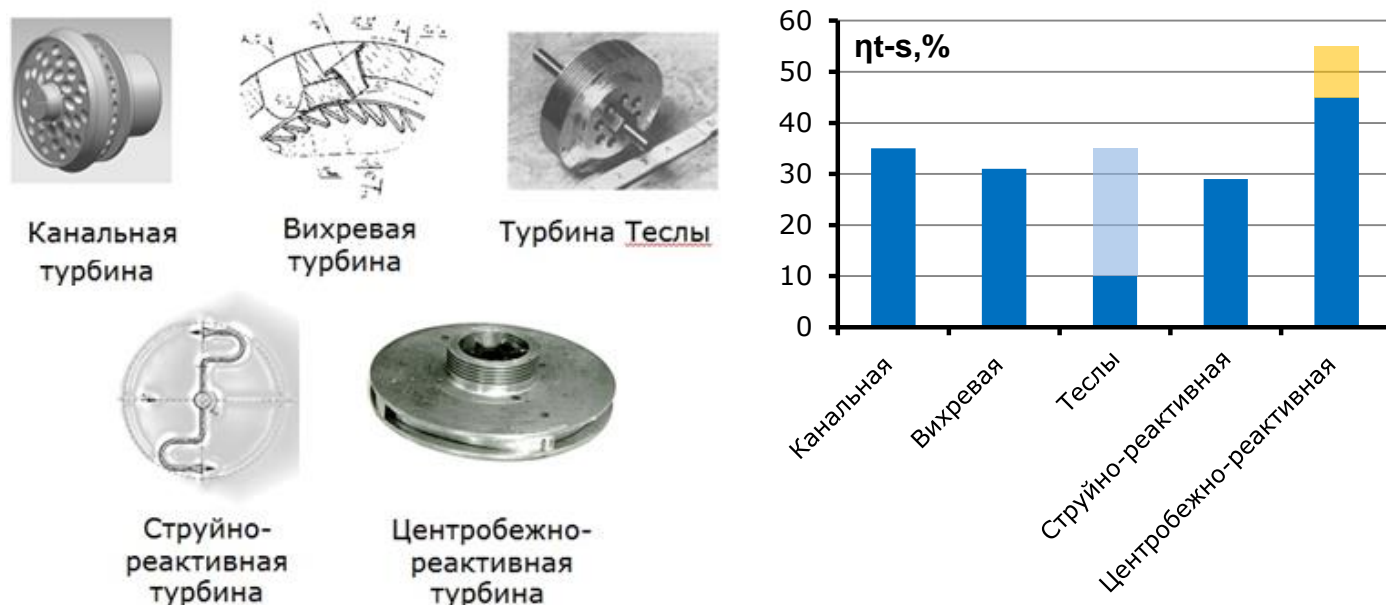 Канальная
турбина
Вихревая
турбина
Турбина Теслы
Струйно-
реактивная
турбина
Центробежно-
реактивная
турбина
ηt-s,%
60
50
40
30
20
10
0
Канальная
Вихревая
Теслы
Струйно-реактивная
Центробежно-реактивная